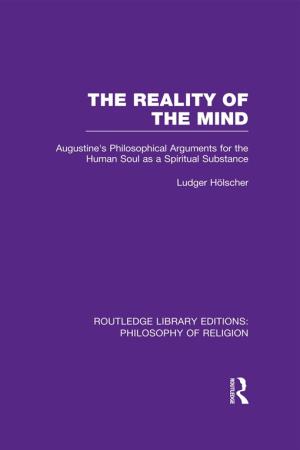 THE REALITY OF
THE MIND
Augustine's Philosophical Arguments for the
Human Soul as a Spiritual Substance
Ludger Hölscher
ROUTLEDGE LIBRARY EDITIONS:
PHILOSOPHY OF RELIGION
ROUTLEDGE